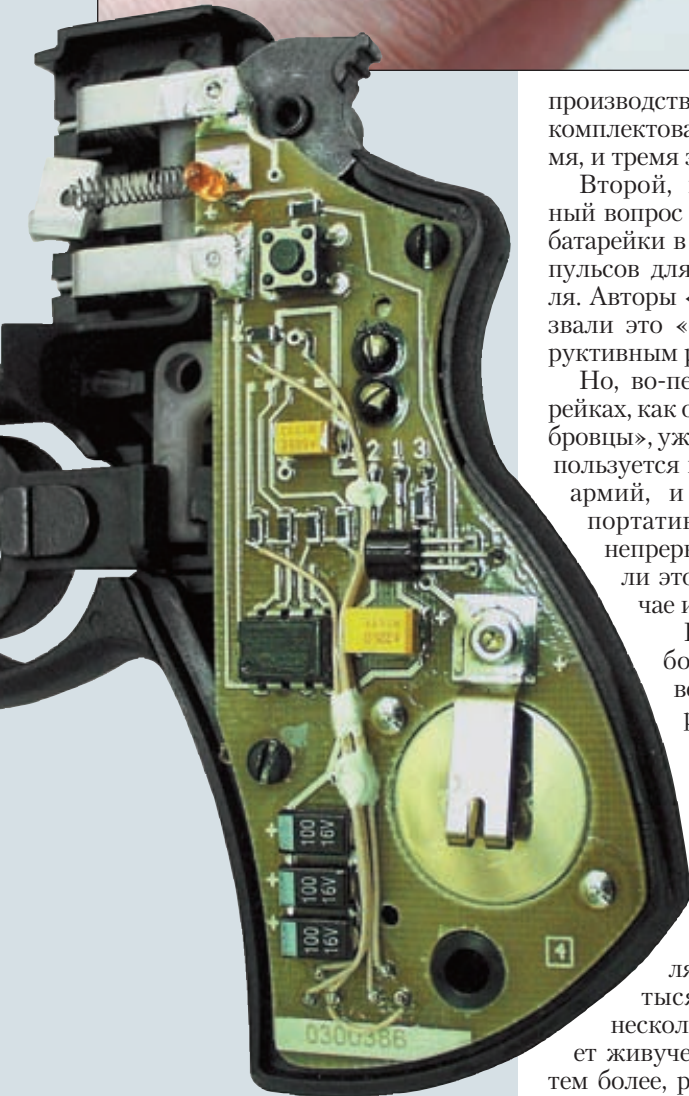 производств
комплектова
мя, и тремя з
Второй,
ный вопрос
батарейки в
пульсов для
ля. Авторы «
звали это «
руктивным р
Но, во-пе
рейках, как о
бровцы», уж
пользуется
армий, и
портатив
непреры
ли это
чае и
бо
ве
р
ля
тыся
нескол
ет живуче
тем более, р
2 1 3
+
+
+
+ 100 16V
+ 100 16V
+ 100 16V
4
0300386